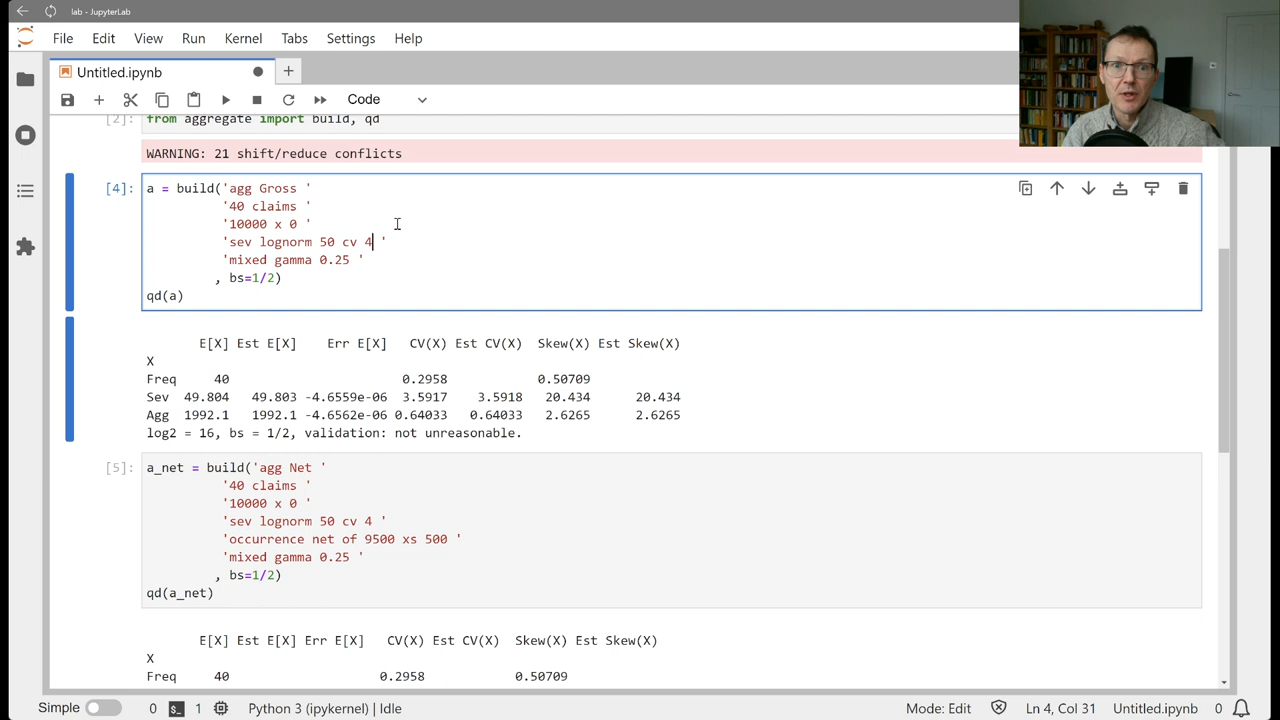 lab - JupyterLab
File Edit View Run Kernel Tabs Settings Help
Untitled.ipynb
Code
[2]: from aggregate import build, qd
WARNING: 21 shift/reduce conflicts
[4]: a = build('agg Gross '
'40 claims '
'10000 x 0 '
'sev lognorm 50 cv 4 '
'mixed gamma 0.25 '
, bs=1/2)
qd(a)
E[X] Est E[X] Err E[X] CV(X) Est CV(X) Skew(X) Est Skew(X)
X
Freq 40 0.2958 0.50709
Sev 49.804 49.803 -4.6559e-06 3.5917 3.5918 20.434 20.434
Agg 1992.1 1992.1 -4.6562e-06 0.64033 0.64033 2.6265 2.6265
log2 = 16, bs = 1/2, validation: not unreasonable.
[5]: a_net = build('agg Net '
'40 claims '
'10000 x 0 '
'sev lognorm 50 cv 4 '
'occurrence net of 9500 xs 500 '
'mixed gamma 0.25 '
, bs=1/2)
qd(a_net)
E[X] Est E[X] Err E[X] CV(X) Est CV(X) Skew(X) Est Skew(X)
X
Freq 40 0.2958 0.50709
Simple 0 1 Python 3 (ipykernel) | Idle Mode: Edit Ln 4, Col 31 Untitled.ipynb 0